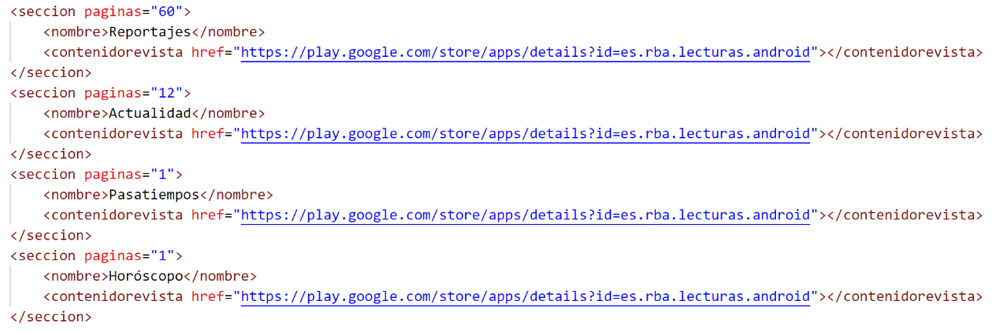 <seccion paginas="60">
<nombre>Reportajes</nombre>
<contenidorevista href="https://play.google.com/store/apps/details?id=es.rba.lecturas.android"></contenidorevista>
</seccion>
<seccion paginas="12">
<nombre>Actualidad</nombre>
<contenidorevista href="https://play.google.com/store/apps/details?id=es.rba.lecturas.android"></contenidorevista>
</seccion>
<seccion paginas="1">
<nombre>Pasatiempos</nombre>
<contenidorevista href="https://play.google.com/store/apps/details?id=es.rba.lecturas.android"></contenidorevista>
</seccion>
<seccion paginas="1">
<nombre>Horóscopo</nombre>
<contenidorevista href="https://play.google.com/store/apps/details?id=es.rba.lecturas.android"></contenidorevista>
</seccion>